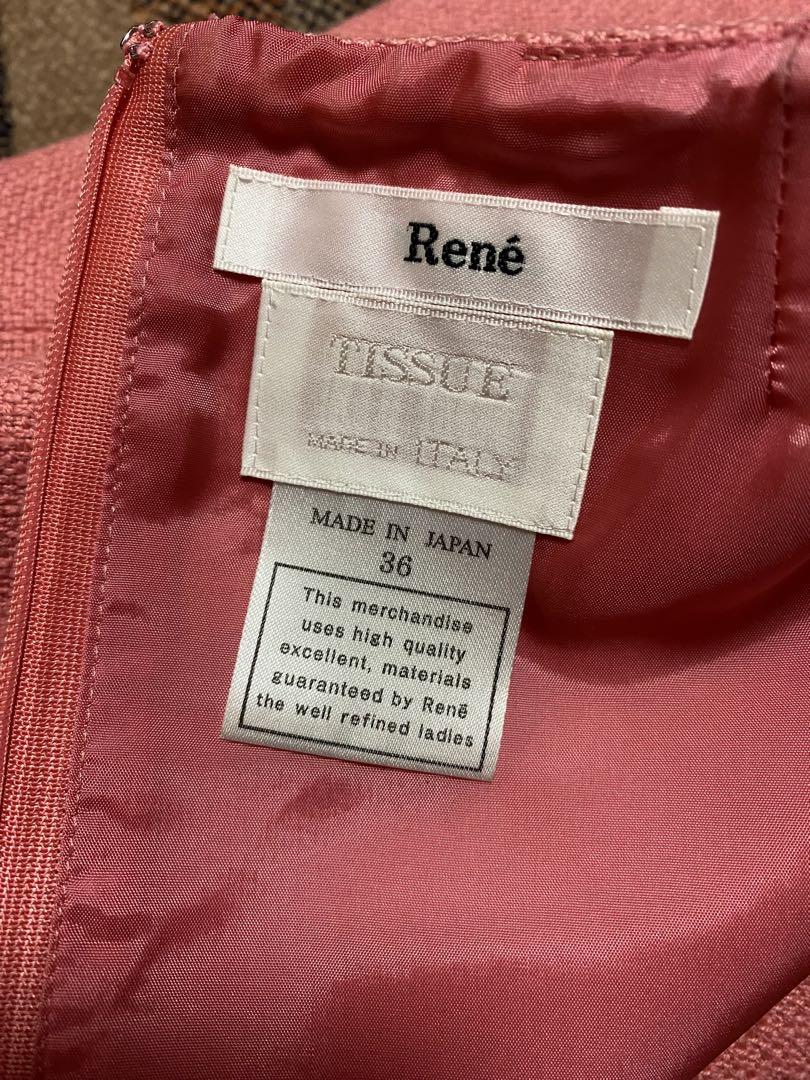 René
TISSUE
MADE IN ITALY
MADE IN JAPAN
36
This merchandise
uses high quality
excellent, materials
guaranteed by René
the well refined ladies